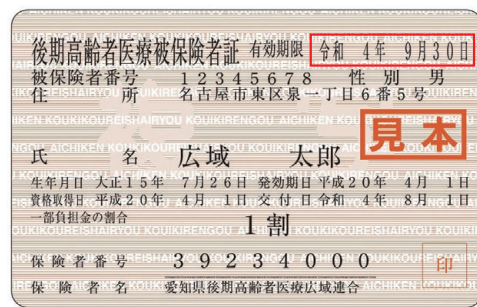 後期高齢者医療被保険者証 有効期限 令和 4年 9月30日
被保険者番号 12345678 性別 男
住所 名古屋市東区泉一丁目6番5号
見本
氏名 広域 太郎
生年月日 大正15年 7月26日 発効期日 平成20年 4月 1日
資格取得日 平成20年 4月 1日 交付日 令和 4年 8月 1日
一部負担金の割合
1割
保険者番号 39234000
保険者名 愛知県後期高齢者医療広域連合
印